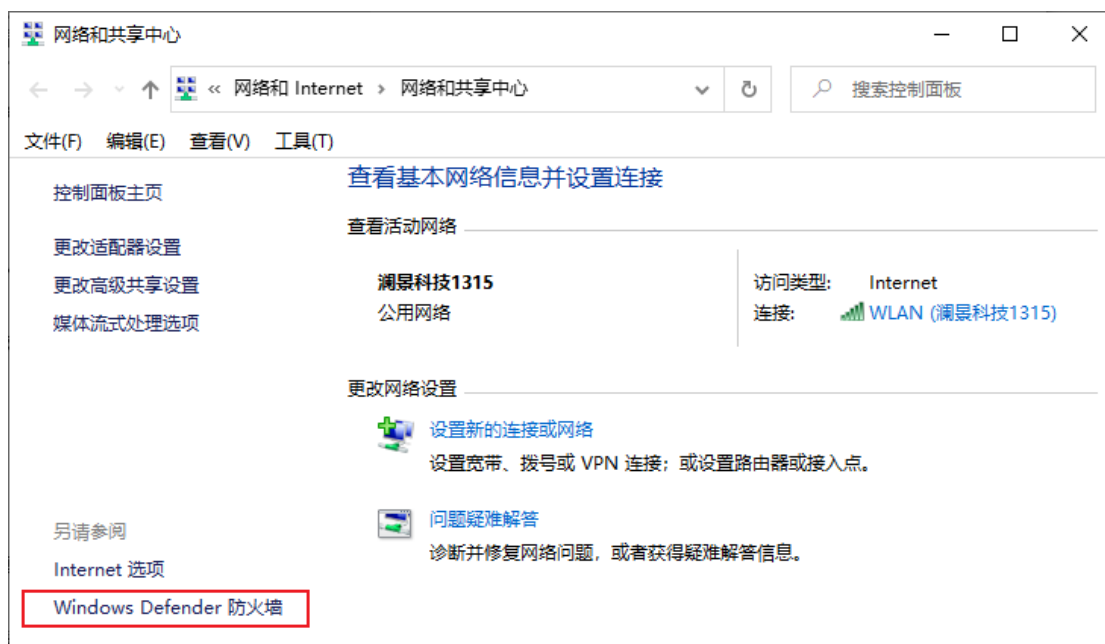 网络和共享中心
« 网络和 Internet › 网络和共享中心
搜索控制面板
文件(F) 编辑(E) 查看(V) 工具(T)
控制面板主页
更改适配器设置
更改高级共享设置
媒体流式处理选项
查看基本网络信息并设置连接
查看活动网络
澜景科技1315
公用网络
访问类型: Internet
连接: WLAN (澜景科技1315)
更改网络设置
设置新的连接或网络
设置宽带、拨号或 VPN 连接；或设置路由器或接入点。
问题疑难解答
诊断并修复网络问题，或者获得疑难解答信息。
另请参阅
Internet 选项
Windows Defender 防火墙